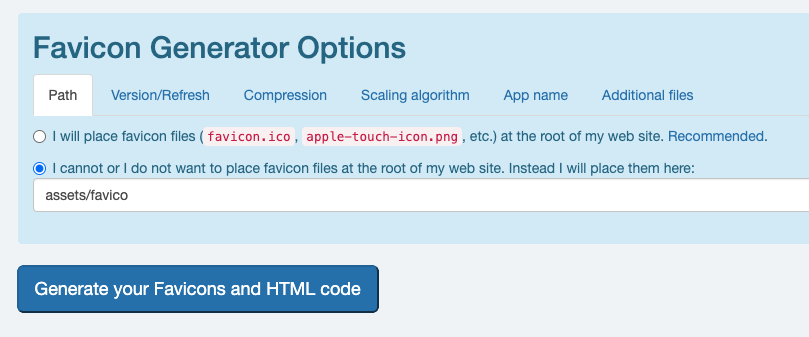 Favicon Generator Options
Path Version/Refresh Compression Scaling algorithm App name Additional files
I will place favicon files (favicon.ico, apple-touch-icon.png, etc.) at the root of my web site. Recommended.
I cannot or I do not want to place favicon files at the root of my web site. Instead I will place them here:
assets/favico
Generate your Favicons and HTML code